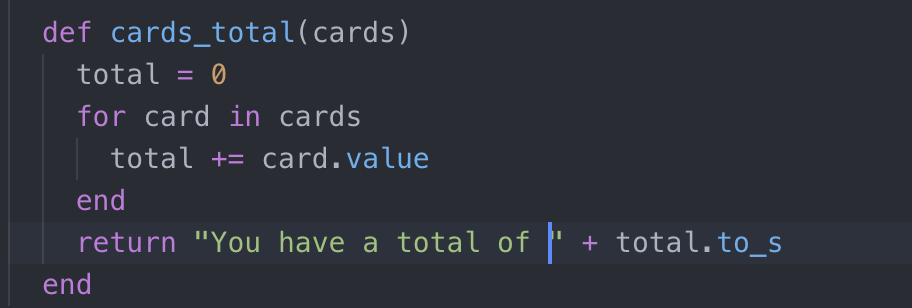 def cards_total(cards)
  total = 0
  for card in cards
    total += card.value
  end
  return "You have a total of " + total.to_s
end